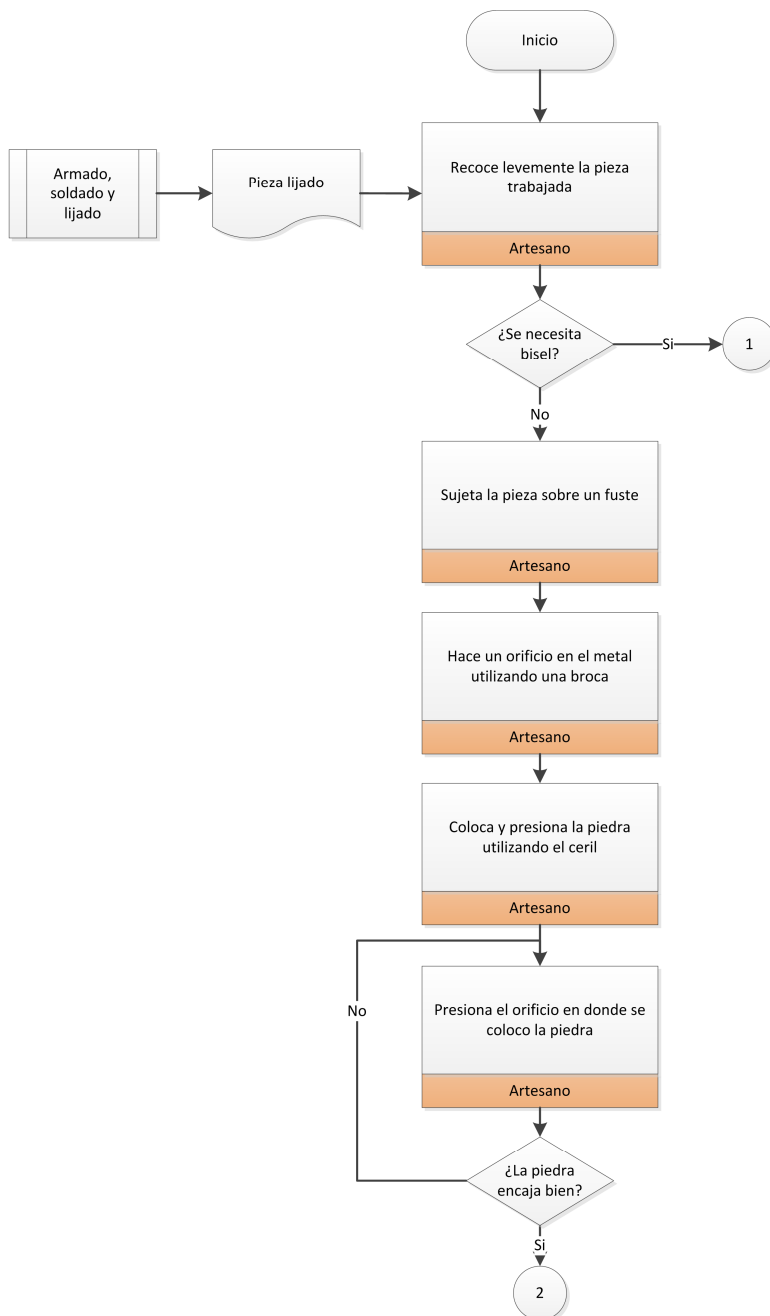 Inicio
Armado,
soldado y
lijado
Pieza lijado
Recoce levemente la pieza
trabajada
Artesano
¿Se necesita
bisel?
Si
1
No
Sujeta la pieza sobre un fuste
Artesano
Hace un orificio en el metal
utilizando una broca
Artesano
Coloca y presiona la piedra
utilizando el ceril
Artesano
No
Presiona el orificio en donde se
coloco la piedra
Artesano
¿La piedra
encaja bien?
Si
2